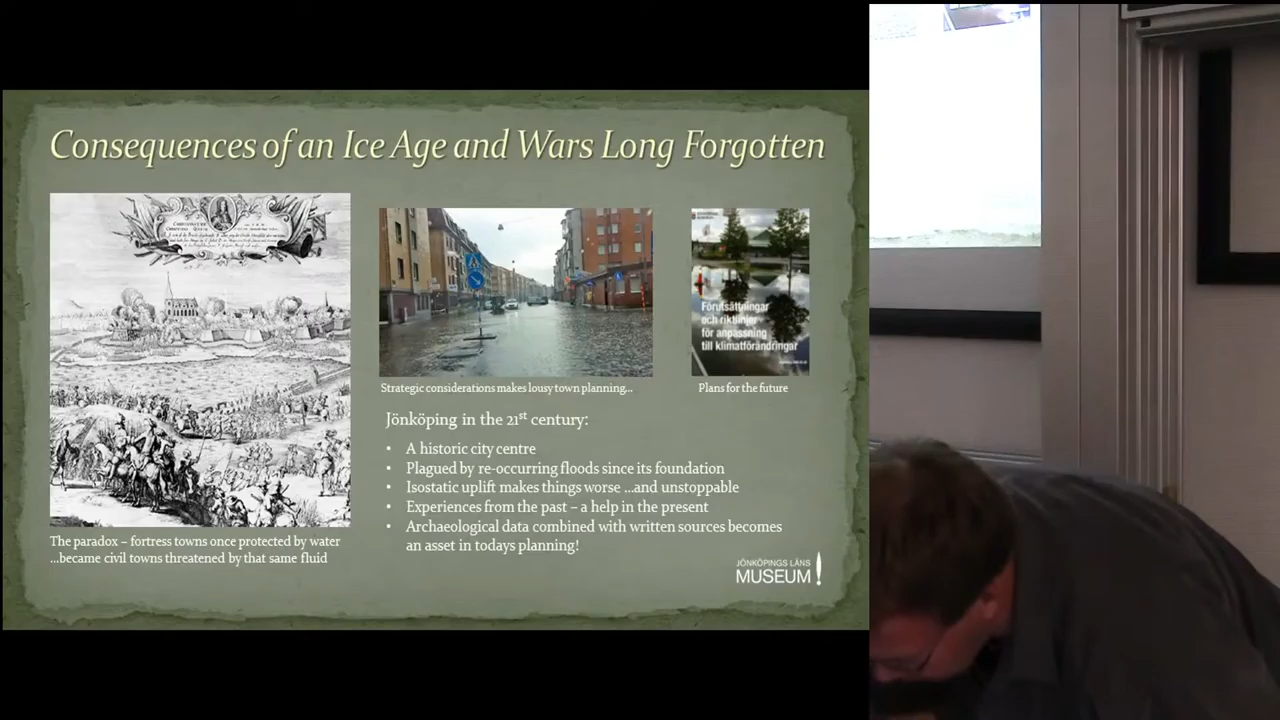 Consequences of an Ice Age and Wars Long Forgotten
Förutsättningar
och riktlinjer
för anpassning
till klimatförändringar
Strategic considerations makes lousy town planning...
Plans for the future
Jönköping in the 21st century:
• A historic city centre
• Plagued by re-occurring floods since its foundation
• Isostatic uplift makes things worse ...and unstoppable
• Experiences from the past – a help in the present
• Archaeological data combined with written sources becomes
an asset in todays planning!
The paradox – fortress towns once protected by water
...became civil towns threatened by that same fluid
JÖNKÖPINGS LÄNS
MUSEUM!